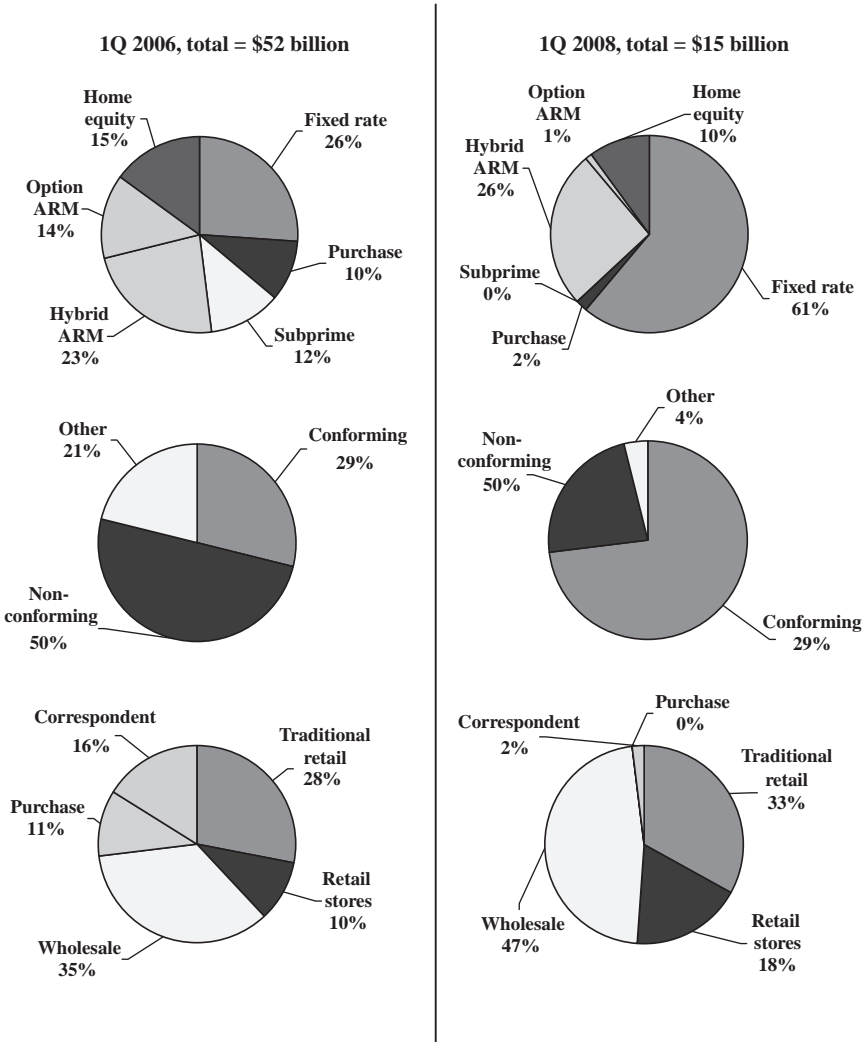 1Q 2006, total = $52 billion
Home
equity
15%
Fixed rate
26%
Option
ARM
14%
Purchase
10%
Hybrid
ARM
23%
Subprime
12%
Other
21%
Conforming
29%
Non-
conforming
50%
Correspondent
16%
Traditional
retail
28%
Purchase
11%
Retail
stores
10%
Wholesale
35%
1Q 2008, total = $15 billion
Option
ARM
1%
Home
equity
10%
Hybrid
ARM
26%
Subprime
0%
Fixed rate
61%
Purchase
2%
Other
4%
Non-
conforming
50%
Conforming
29%
Purchase
0%
Correspondent
2%
Traditional
retail
33%
Wholesale
47%
Retail
stores
18%